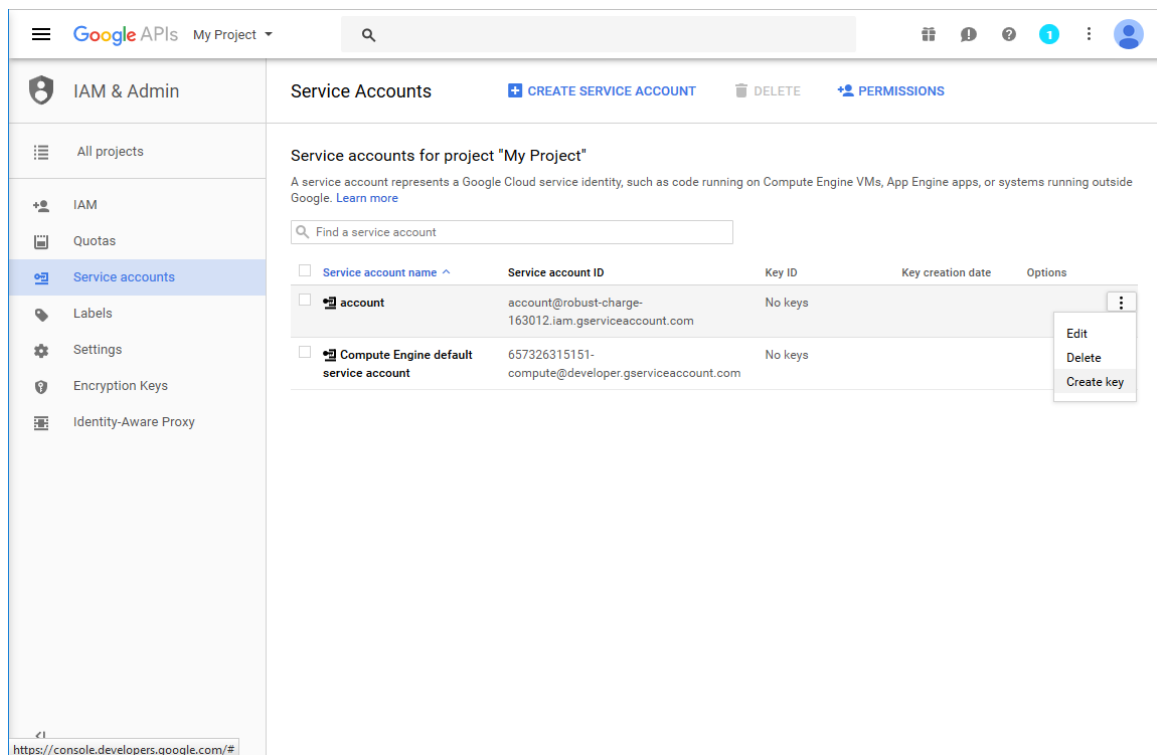 Google APIs My Project
1
IAM & Admin
Service Accounts
CREATE SERVICE ACCOUNT
DELETE
PERMISSIONS
All projects
IAM
Quotas
Service accounts
Labels
Settings
Encryption Keys
Identity-Aware Proxy
Service accounts for project "My Project"
A service account represents a Google Cloud service identity, such as code running on Compute Engine VMs, App Engine apps, or systems running outside
Google. Learn more
Find a service account
Service account name Service account ID Key ID Key creation date Options
account account@robust-charge- No keys
163012.iam.gserviceaccount.com
Compute Engine default 657326315151- No keys
service account compute@developer.gserviceaccount.com
Edit
Delete
Create key
https://console.developers.google.com/#